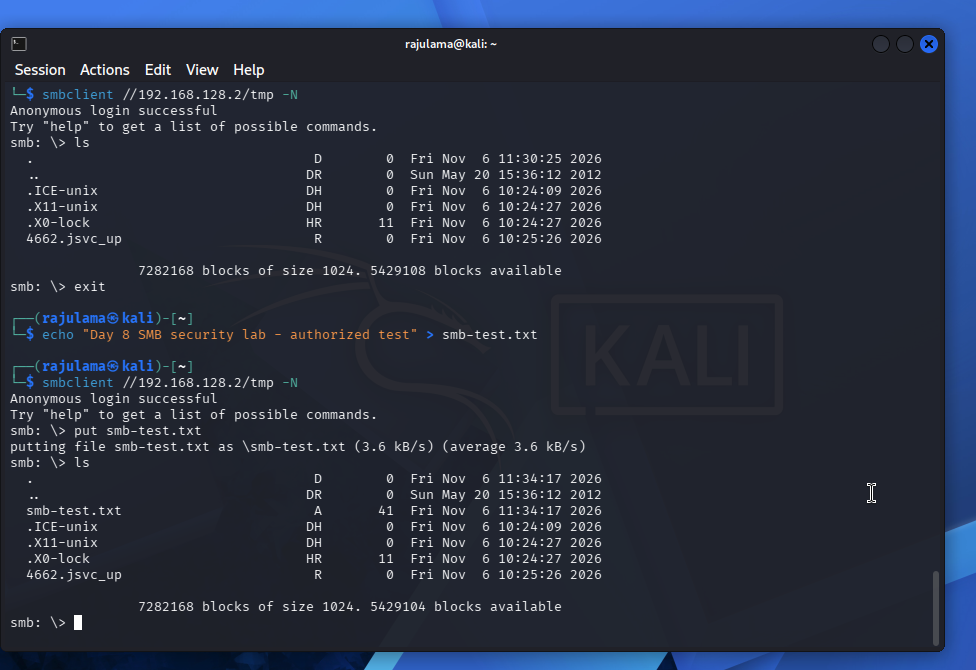 rajulama@kali: ~
Session Actions Edit View Help
└─$ smbclient //192.168.128.2/tmp -N
Anonymous login successful
Try "help" to get a list of possible commands.
smb: \> ls
  .                                   D        0  Fri Nov  6 11:30:25 2026
  ..                                 DR        0  Sun May 20 15:36:12 2012
  .ICE-unix                          DH        0  Fri Nov  6 10:24:09 2026
  .X11-unix                          DH        0  Fri Nov  6 10:24:27 2026
  .X0-lock                           HR       11  Fri Nov  6 10:24:27 2026
  4662.jsvc_up                        R        0  Fri Nov  6 10:25:26 2026
                7282168 blocks of size 1024. 5429108 blocks available
smb: \> exit
┌──(rajulama㉿kali)-[~]
└─$ echo "Day 8 SMB security lab - authorized test" > smb-test.txt
┌──(rajulama㉿kali)-[~]
└─$ smbclient //192.168.128.2/tmp -N
Anonymous login successful
Try "help" to get a list of possible commands.
smb: \> put smb-test.txt
putting file smb-test.txt as \smb-test.txt (3.6 kB/s) (average 3.6 kB/s)
smb: \> ls
  .                                   D        0  Fri Nov  6 11:34:17 2026
  ..                                 DR        0  Sun May 20 15:36:12 2012
  smb-test.txt                        A       41  Fri Nov  6 11:34:17 2026
  .ICE-unix                          DH        0  Fri Nov  6 10:24:09 2026
  .X11-unix                          DH        0  Fri Nov  6 10:24:27 2026
  .X0-lock                           HR       11  Fri Nov  6 10:24:27 2026
  4662.jsvc_up                        R        0  Fri Nov  6 10:25:26 2026
                7282168 blocks of size 1024. 5429104 blocks available
smb: \>
KALI